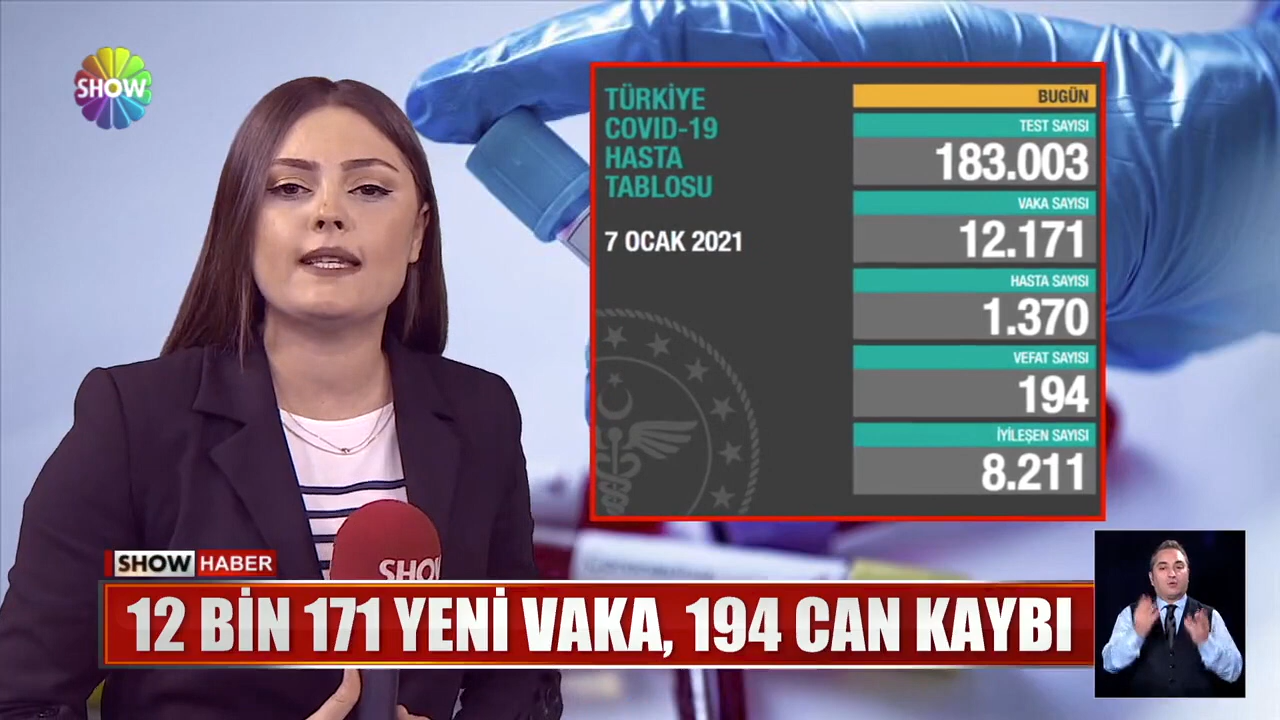 SHOW
TÜRKİYE
COVID-19
HASTA
TABLOSU
7 OCAK 2021
BUGÜN
TEST SAYISI
183.003
VAKA SAYISI
12.171
HASTA SAYISI
1.370
VEFAT SAYISI
194
İYİLEŞEN SAYISI
8.211
SHOW
SHOW HABER
12 BİN 171 YENİ VAKA, 194 CAN KAYBI